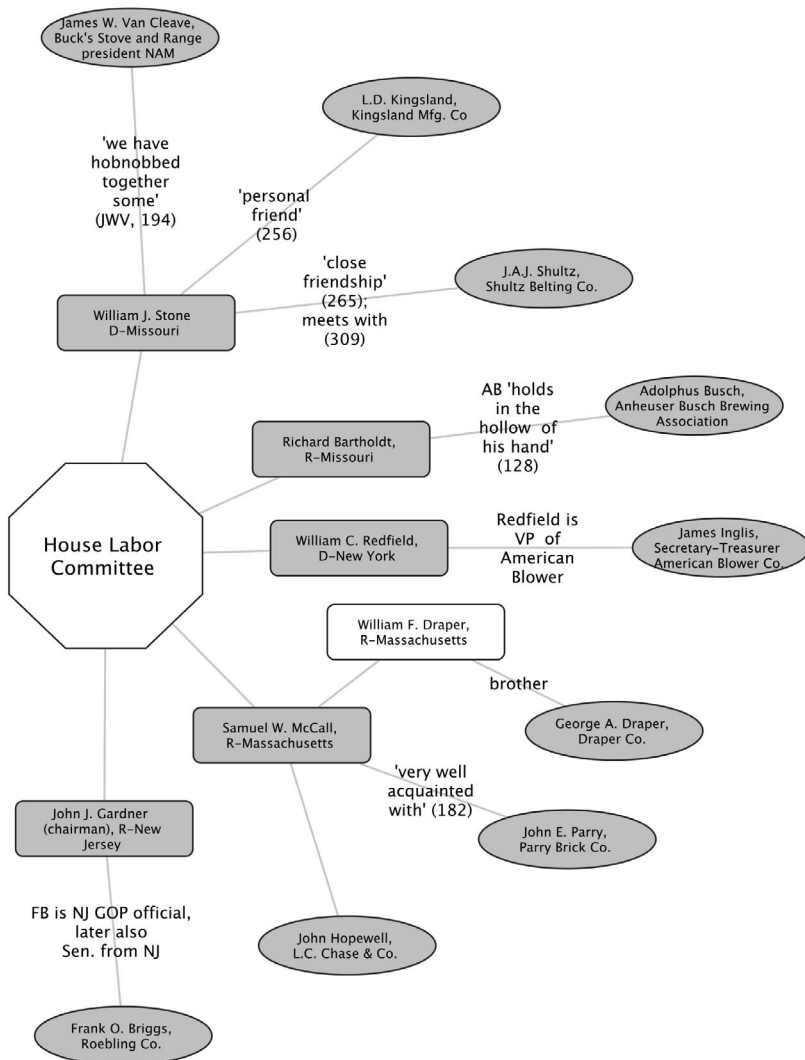 James W. Van Cleave,
Buck's Stove and Range
president NAM
L.D. Kingsland,
Kingsland Mfg. Co
'we have
hobnobbed
together
some'
(JWV, 194)
'personal
friend'
(256)
'close
friendship'
(265);
meets with
(309)
J.A.J. Shultz,
Shultz Belting Co.
William J. Stone
D-Missouri
AB 'holds
in the
hollow of
his hand'
(128)
Adolphus Busch,
Anheuser Busch Brewing
Association
Richard Bartholdt,
R-Missouri
House Labor
Committee
William C. Redfield,
D-New York
Redfield is
VP of
American
Blower
James Inglis,
Secretary-Treasurer
American Blower Co.
William F. Draper,
R-Massachusetts
brother
George A. Draper,
Draper Co.
Samuel W. McCall,
R-Massachusetts
'very well
acquainted
with' (182)
John E. Parry,
Parry Brick Co.
John J. Gardner
(chairman), R-New
Jersey
FB is NJ GOP official,
later also
Sen. from NJ
John Hopewell,
L.C. Chase & Co.
Frank O. Briggs,
Roebling Co.